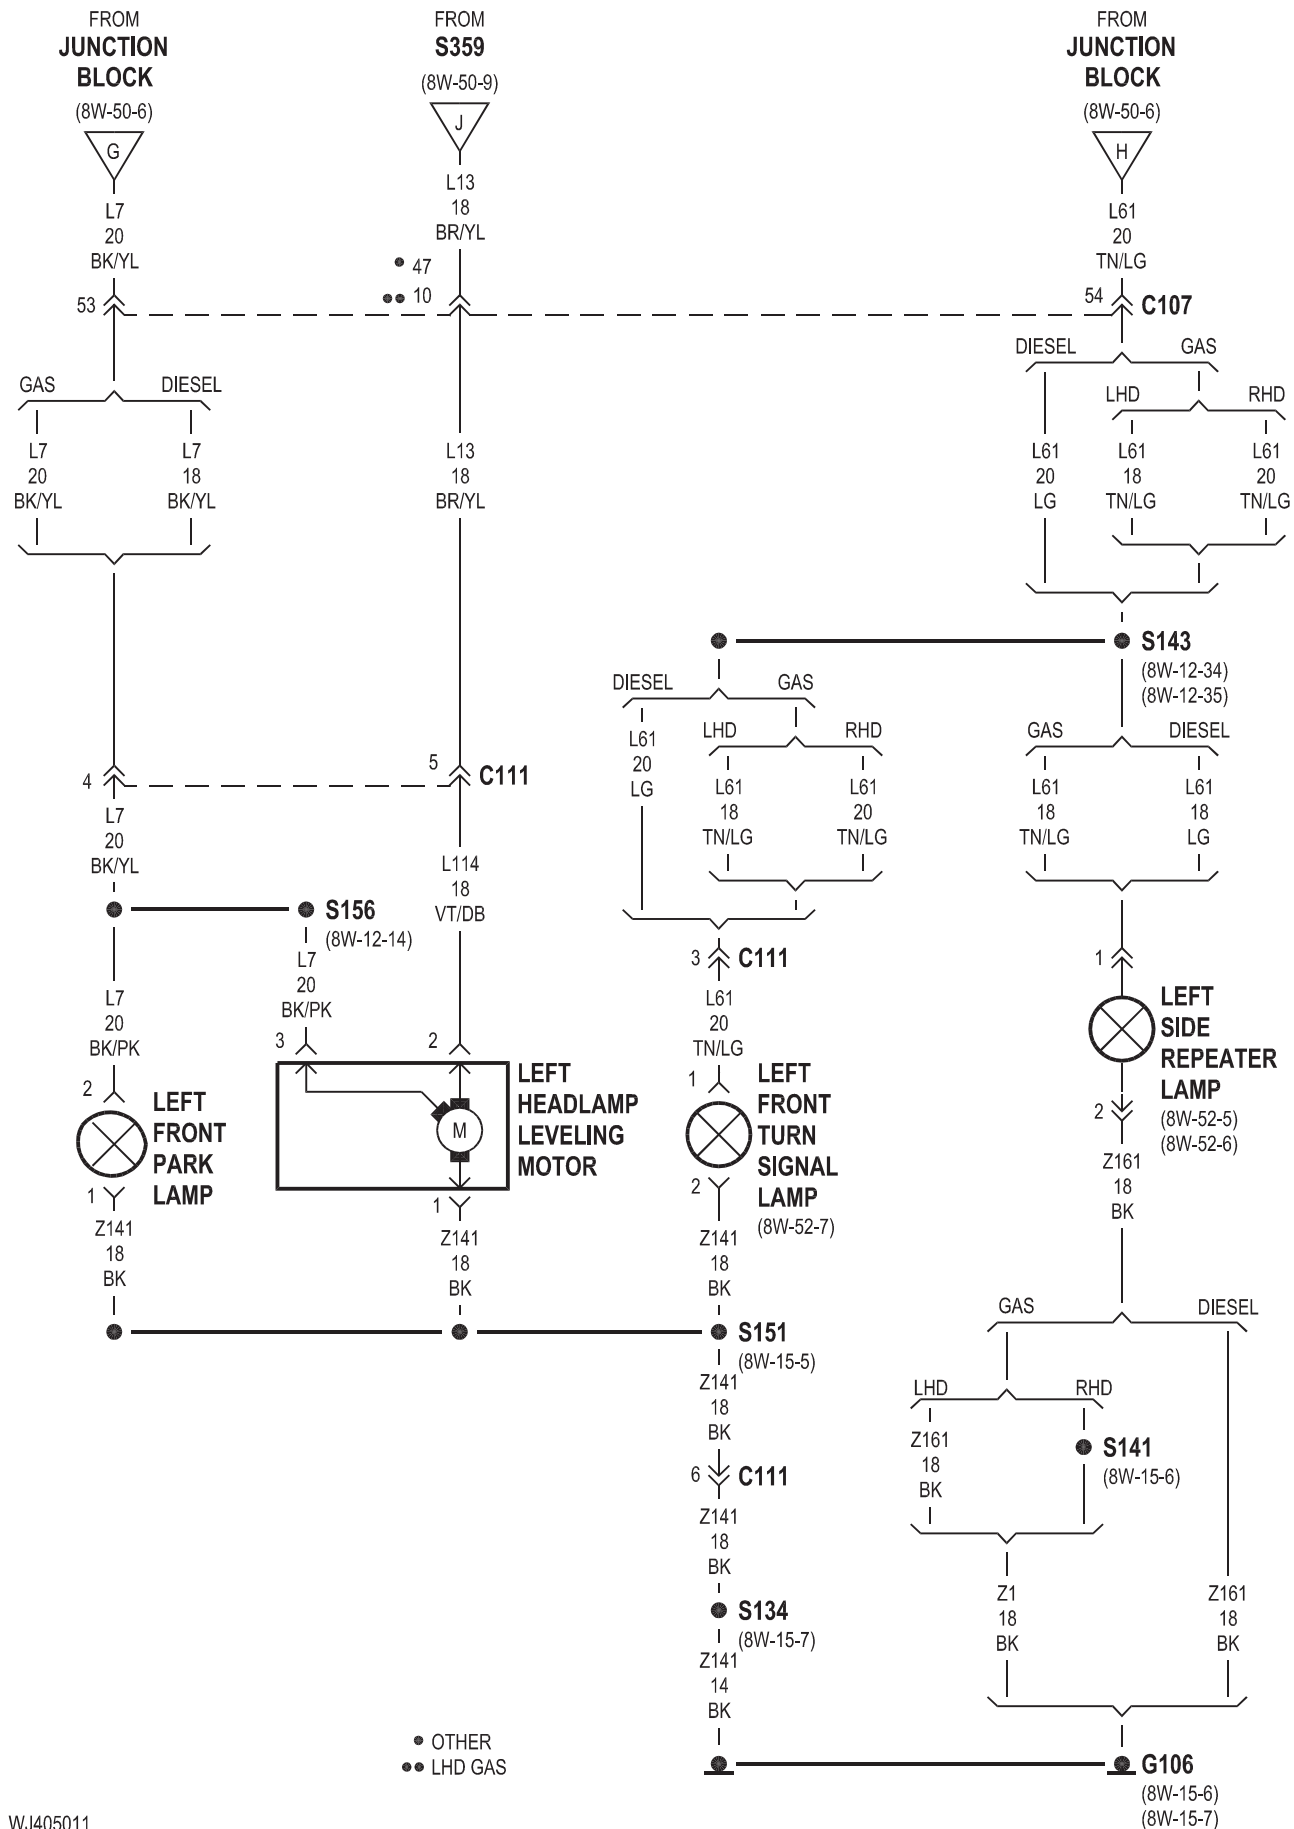 FROM
JUNCTION
BLOCK
(8W-50-6)
G
L7
20
BK/YL
53
FROM
S359
(8W-50-9)
J
L13
18
BR/YL
● 47
●● 10
FROM
JUNCTION
BLOCK
(8W-50-6)
H
L61
20
TN/LG
54
C107
GAS
DIESEL
L7
20
BK/YL
L7
18
BK/YL
L13
18
BR/YL
DIESEL
GAS
LHD
RHD
L61
20
LG
L61
18
TN/LG
L61
20
TN/LG
S143
(8W-12-34)
(8W-12-35)
DIESEL
GAS
L61
20
LG
LHD
RHD
L61
18
TN/LG
L61
20
TN/LG
GAS
DIESEL
L61
18
TN/LG
L61
18
LG
4
5
C111
L7
20
BK/YL
L114
18
VT/DB
S156
(8W-12-14)
L7
20
BK/PK
L7
20
BK/PK
3
2
3
C111
L61
20
TN/LG
1
1
LEFT
SIDE
REPEATER
LAMP
(8W-52-5)
(8W-52-6)
2
2
LEFT
FRONT
PARK
LAMP
1
M
LEFT
HEADLAMP
LEVELING
MOTOR
1
LEFT
FRONT
TURN
SIGNAL
LAMP
(8W-52-7)
2
Z161
18
BK
Z141
18
BK
Z141
18
BK
Z141
18
BK
S151
(8W-15-5)
Z141
18
BK
6
C111
Z141
18
BK
S134
(8W-15-7)
Z141
14
BK
GAS
DIESEL
LHD
RHD
Z161
18
BK
S141
(8W-15-6)
Z1
18
BK
Z161
18
BK
G106
(8W-15-6)
(8W-15-7)
● OTHER
●● LHD GAS
WJ405011